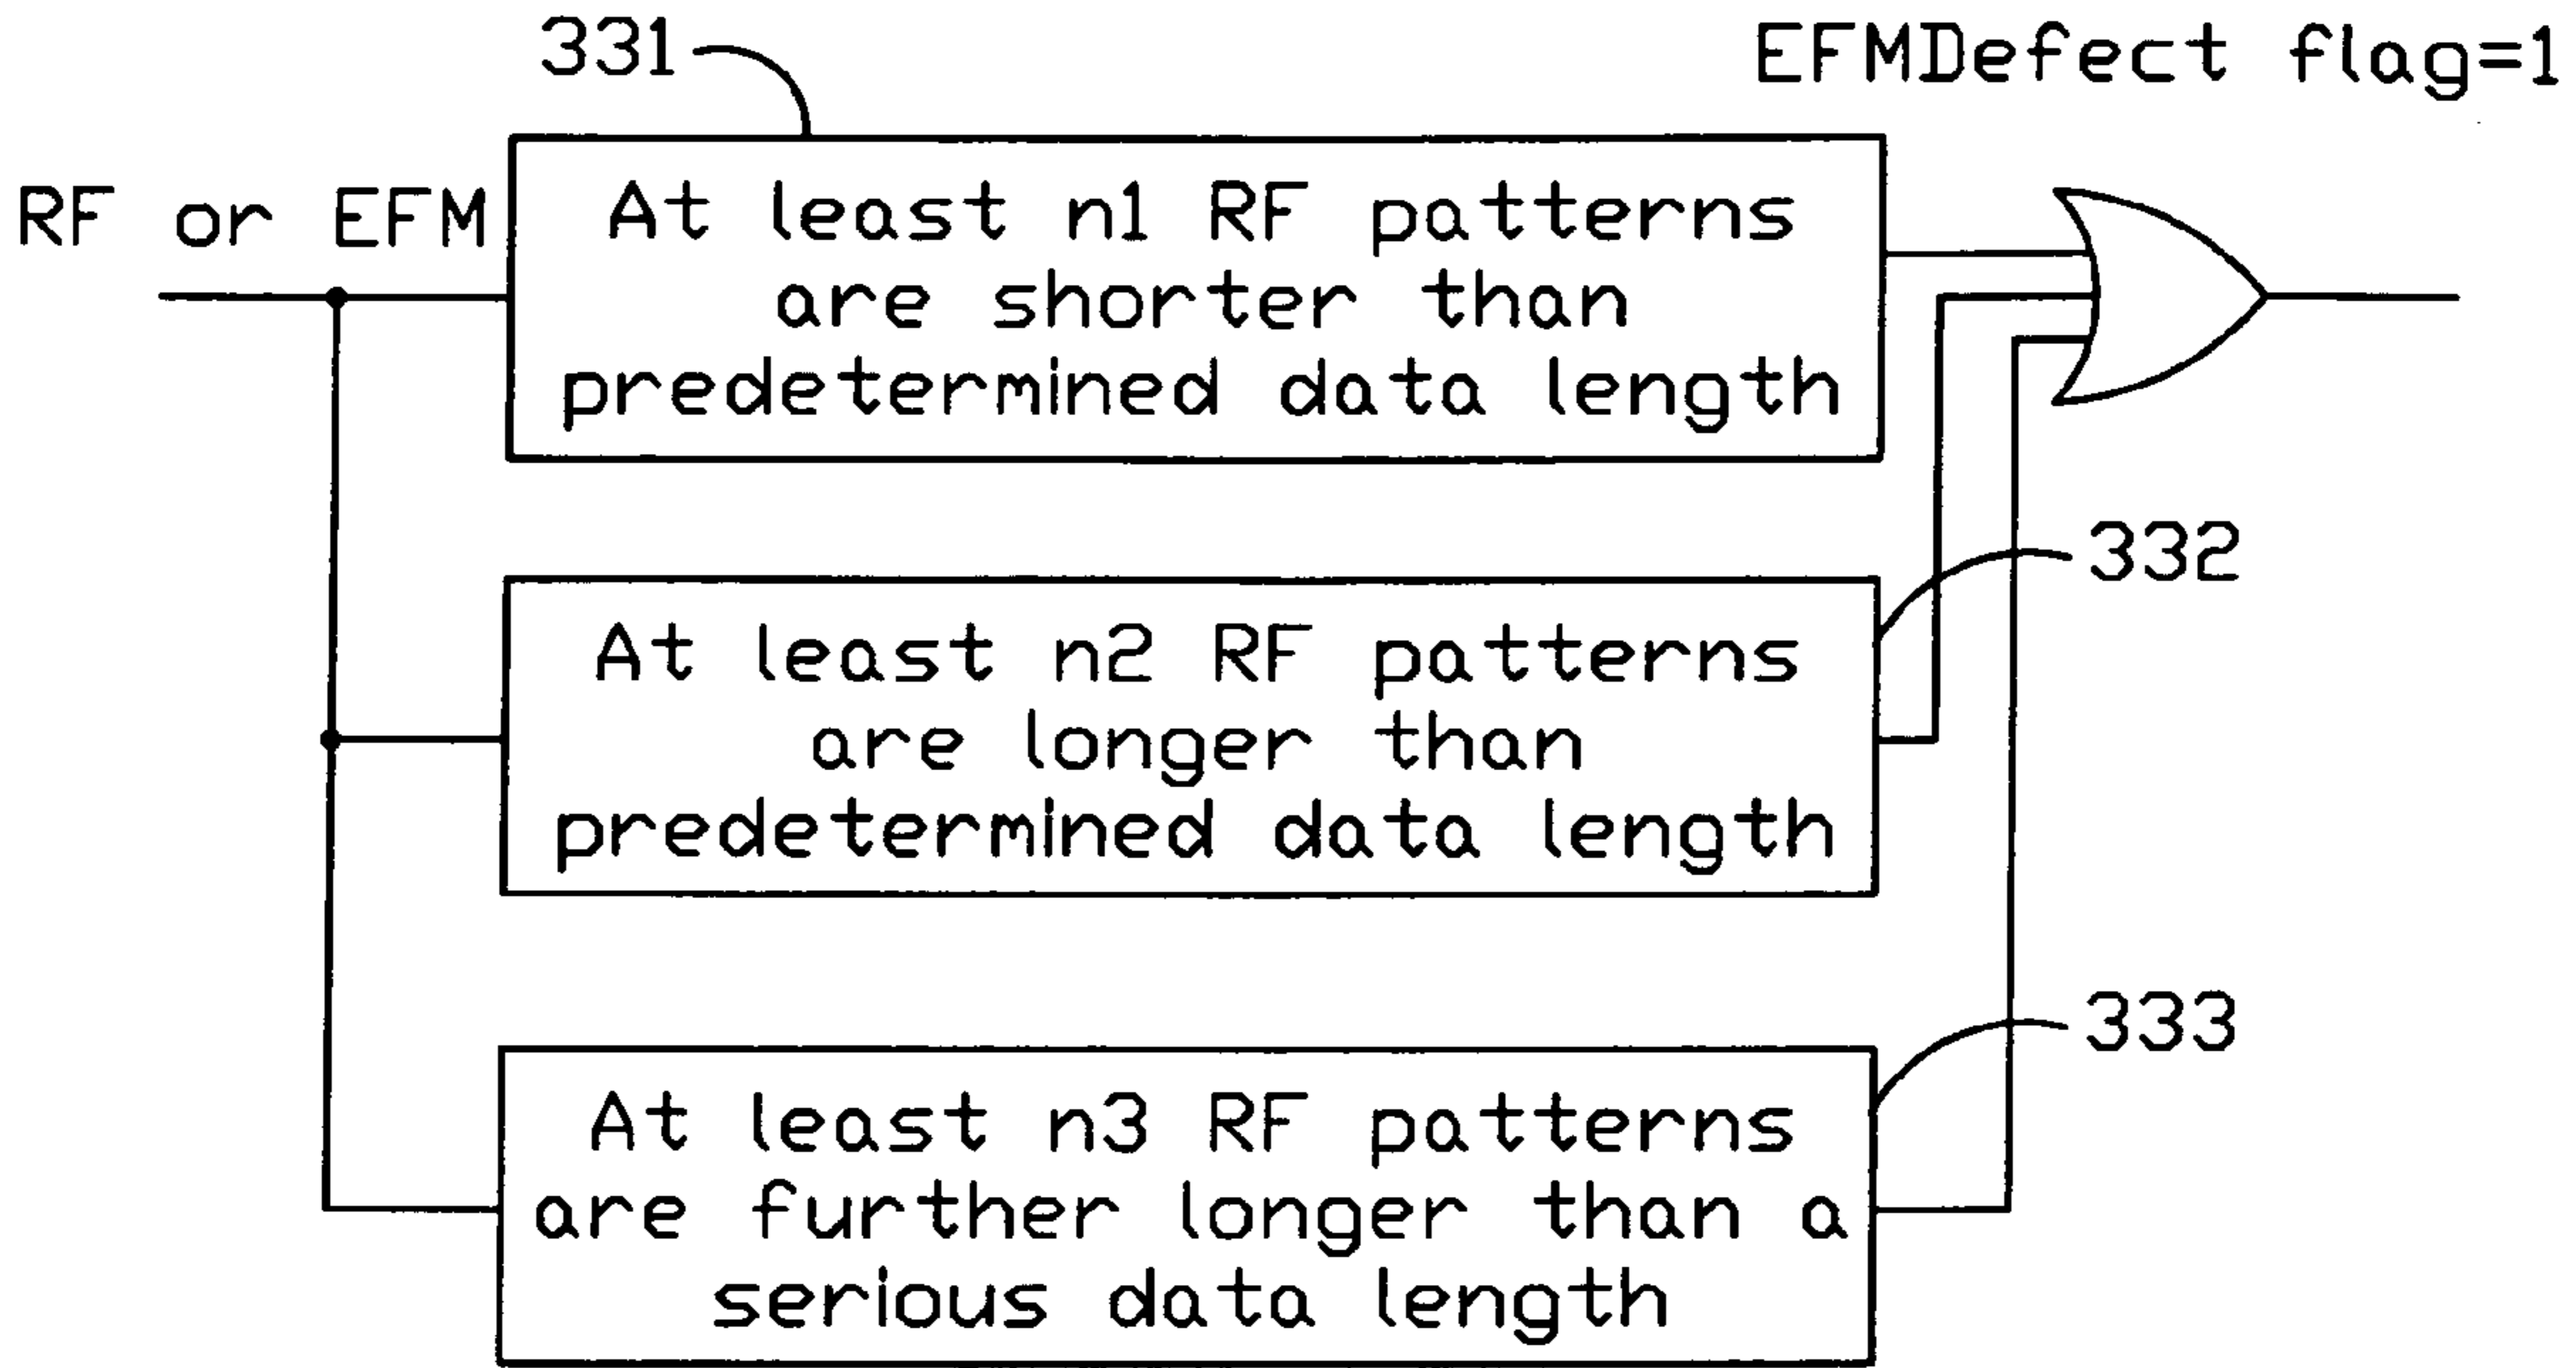 331
EFMDefect flag=1
RF or EFM
At least n1 RF patterns
are shorter than
predetermined data length
332
At least n2 RF patterns
are longer than
predetermined data length
333
At least n3 RF patterns
are further longer than a
serious data length